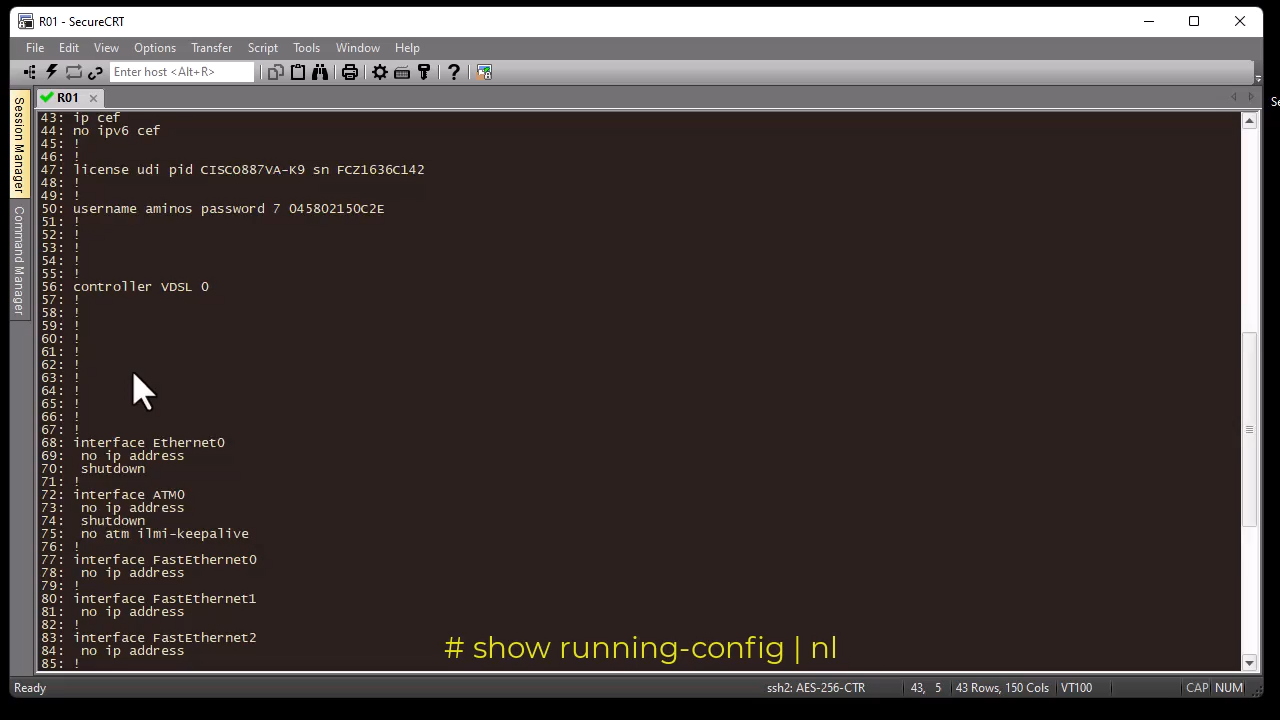 R01 - SecureCRT
File Edit View Options Transfer Script Tools Window Help
Enter host <Alt+R>
Session Manager
Command Manager
R01
43: ip cef
44: no ipv6 cef
45: !
46: !
47: license udi pid CISCO887VA-K9 sn FCZ1636C142
48: !
49: !
50: username aminos password 7 045802150C2E
51: !
52: !
53: !
54: !
55: !
56: controller VDSL 0
57: !
58: !
59: !
60: !
61: !
62: !
63: !
64: !
65: !
66: !
67: !
68: interface Ethernet0
69:  no ip address
70:  shutdown
71: !
72: interface ATM0
73:  no ip address
74:  shutdown
75:  no atm ilmi-keepalive
76: !
77: interface FastEthernet0
78:  no ip address
79: !
80: interface FastEthernet1
81:  no ip address
82: !
83: interface FastEthernet2
84:  no ip address
85: !
# show running-config | nl
Ready ssh2: AES-256-CTR 43, 5 43 Rows, 150 Cols VT100 CAP NUM